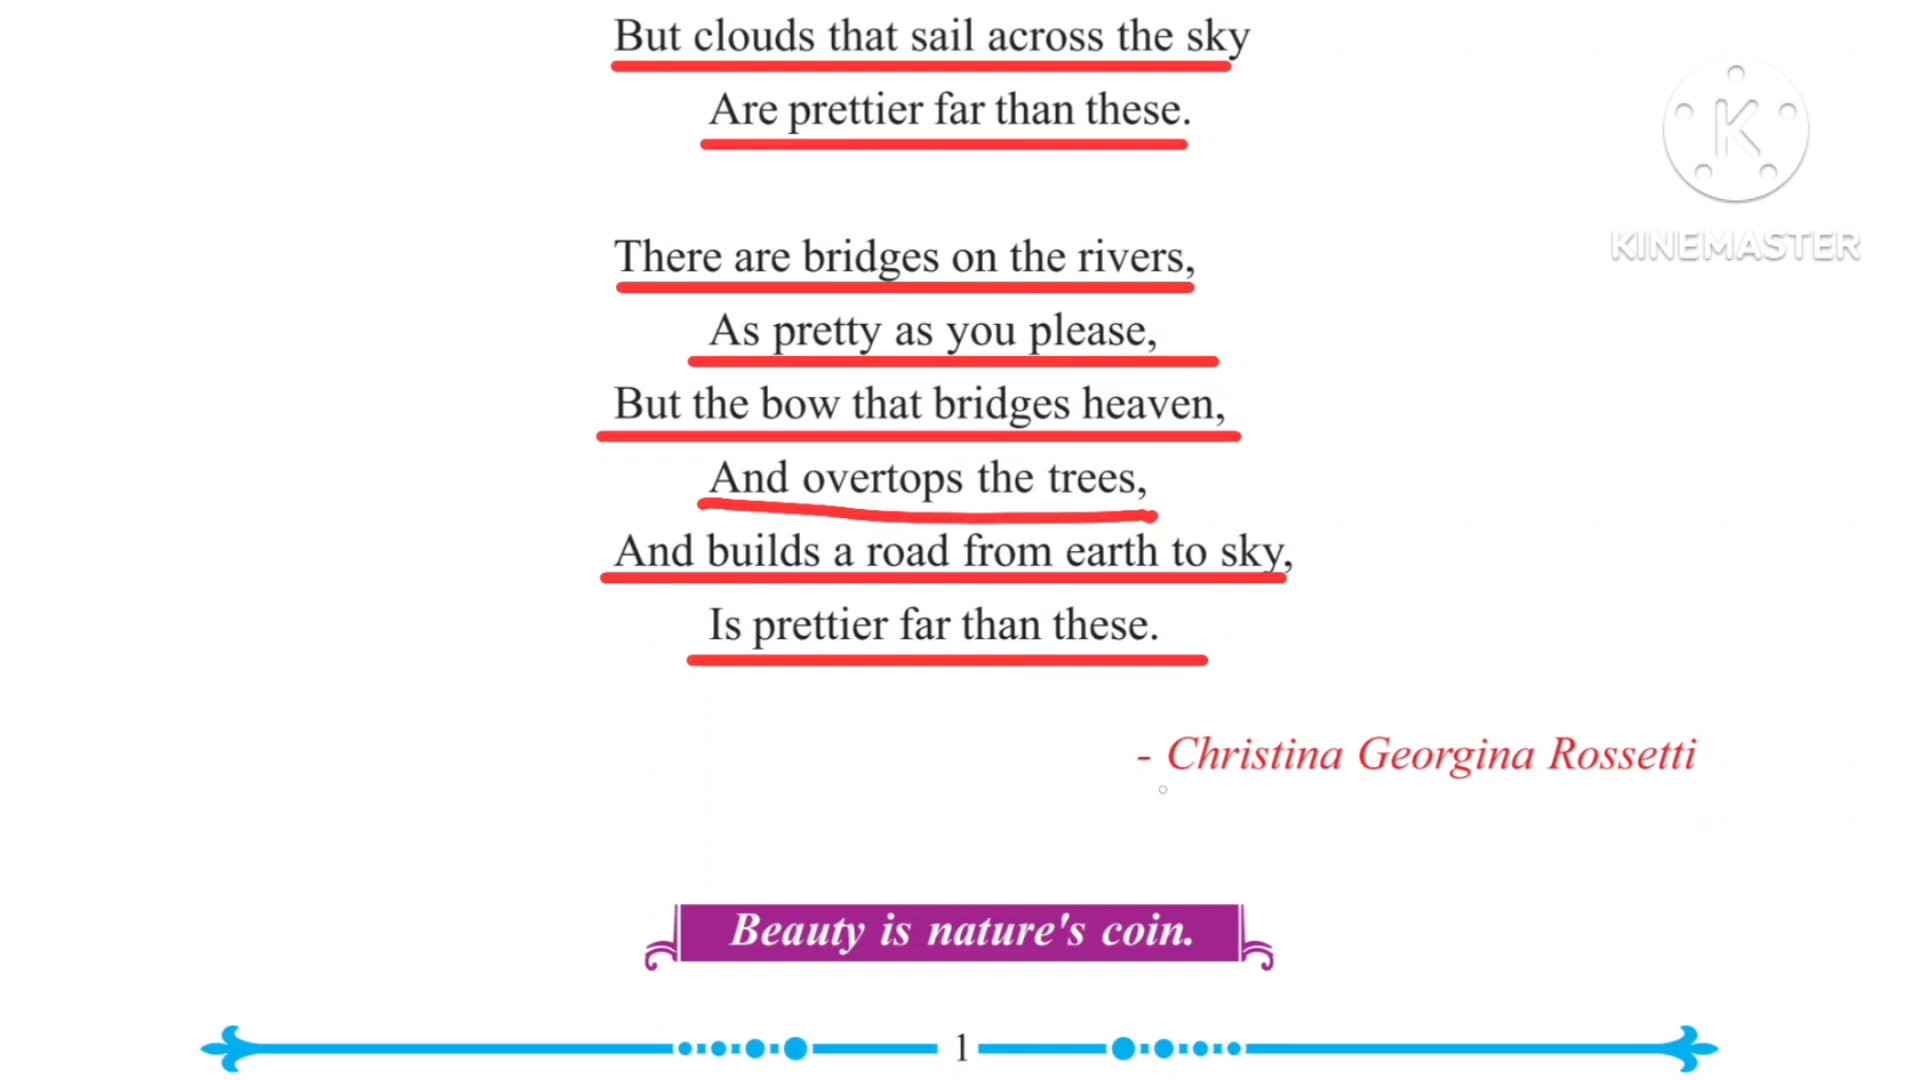 But clouds that sail across the sky
Are prettier far than these.
There are bridges on the rivers,
As pretty as you please,
But the bow that bridges heaven,
And overtops the trees,
And builds a road from earth to sky,
Is prettier far than these.
- Christina Georgina Rossetti
Beauty is nature's coin.
1
K
KINEMASTER